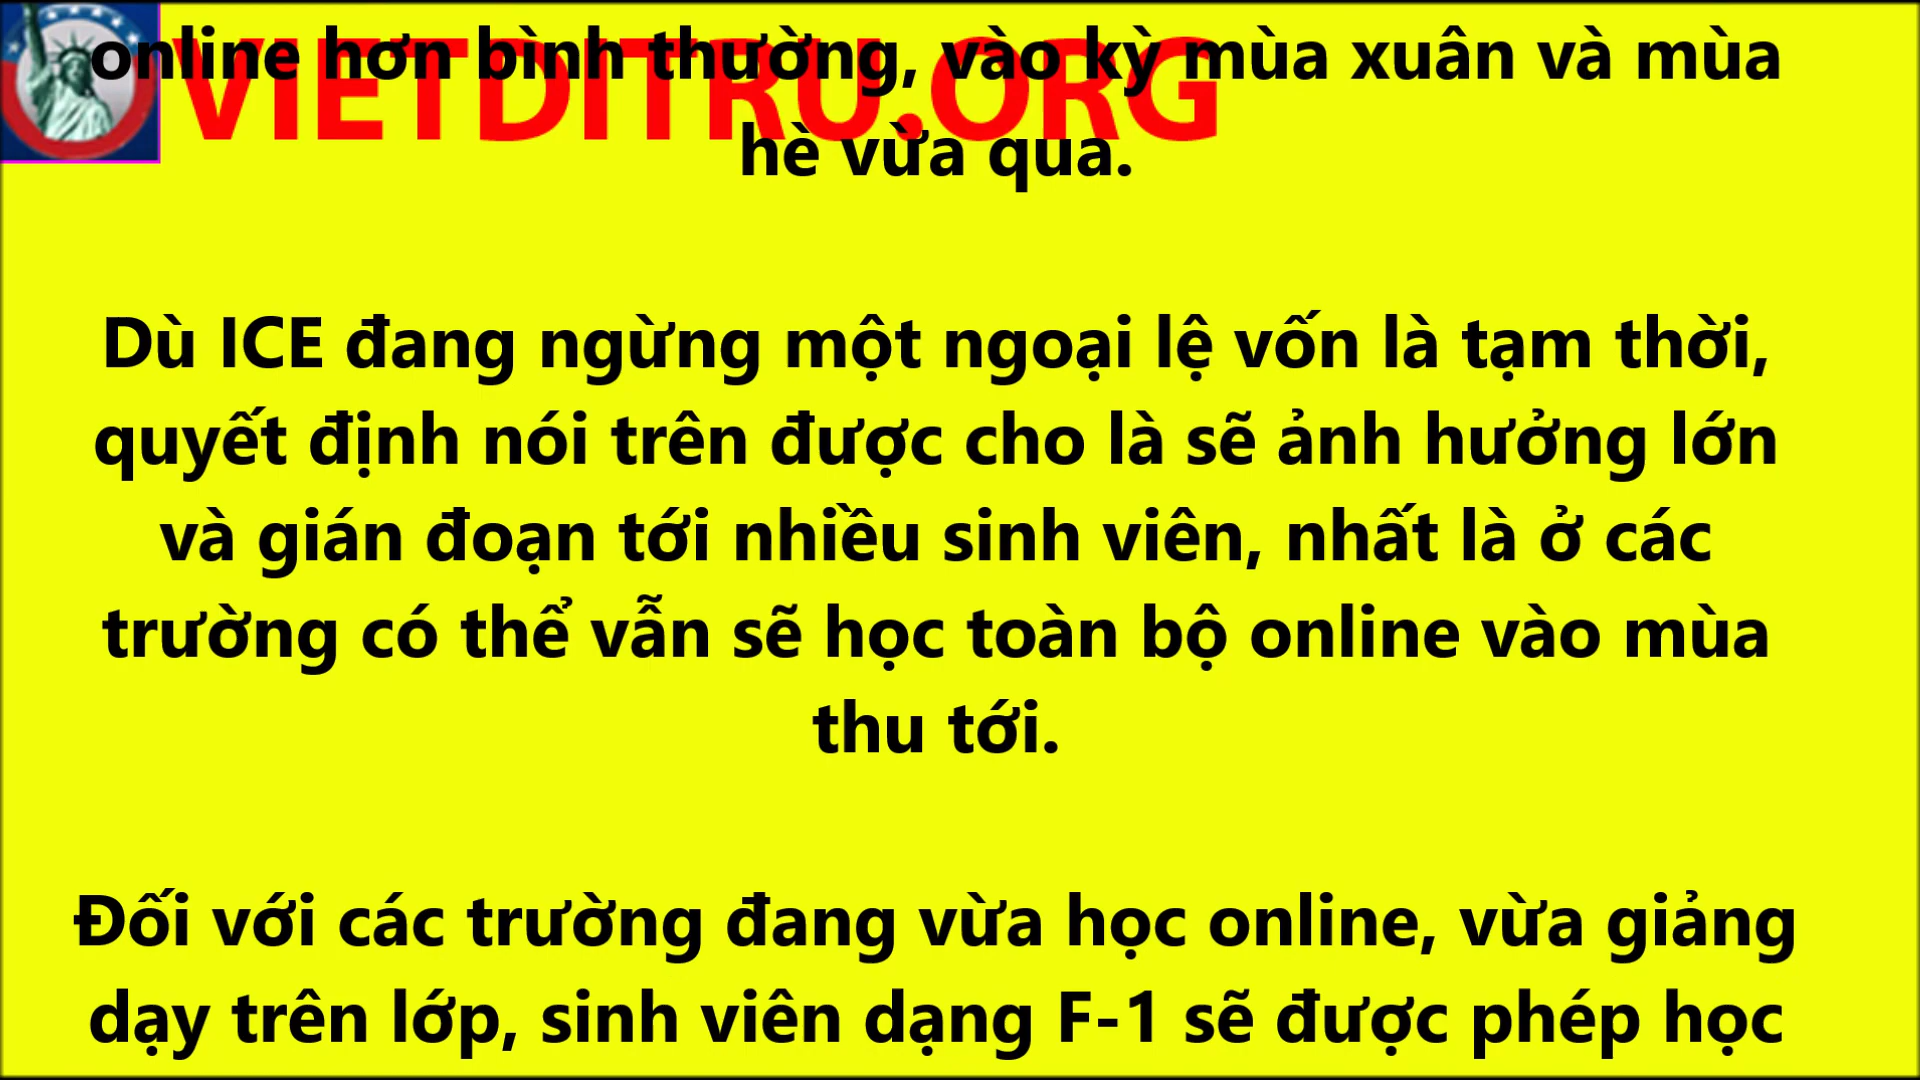 online hơn bình thường, vào kỳ mùa xuân và mùa
VIETDITRU.ORG
hè vừa qua.
Dù ICE đang ngừng một ngoại lệ vốn là tạm thời,
quyết định nói trên được cho là sẽ ảnh hưởng lớn
và gián đoạn tới nhiều sinh viên, nhất là ở các
trường có thể vẫn sẽ học toàn bộ online vào mùa
thu tới.
Đối với các trường đang vừa học online, vừa giảng
dạy trên lớp, sinh viên dạng F-1 sẽ được phép học